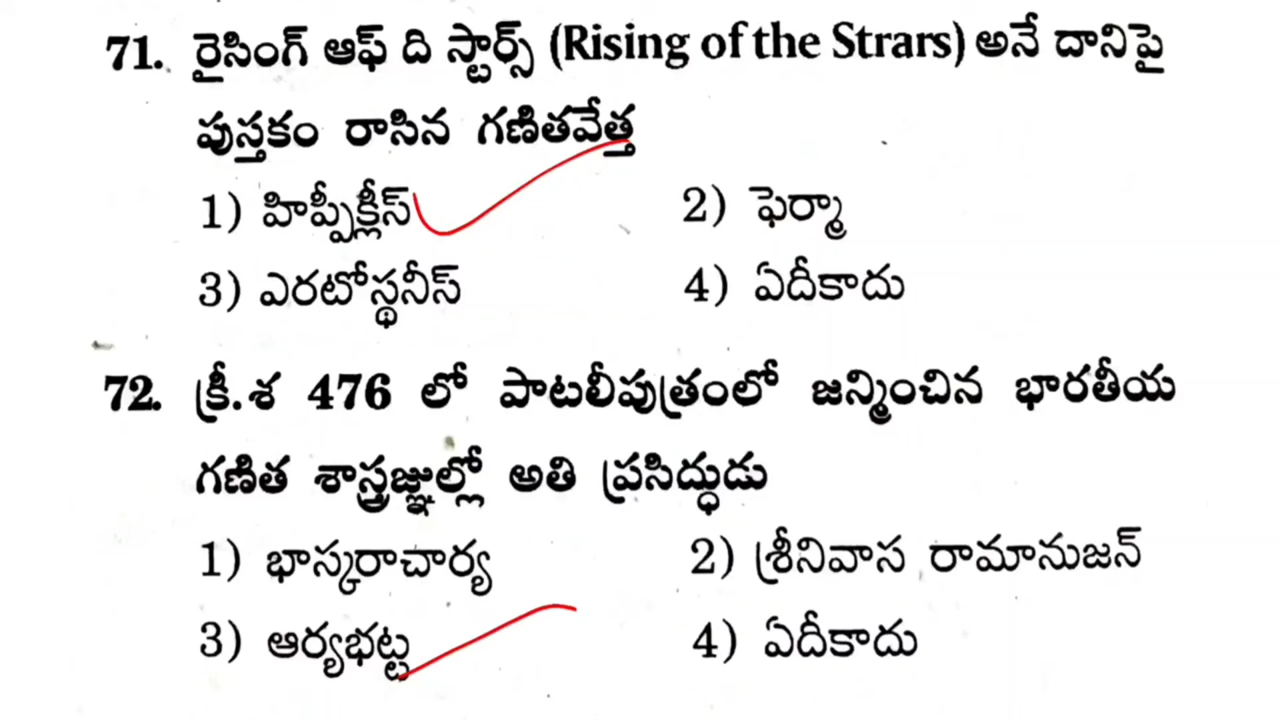 71. రైసింగ్ ఆఫ్ ది స్టార్స్ (Rising of the Strars) అనే దానిపై
పుస్తకం రాసిన గణితవేత్త
1) హిప్పీక్లీస్ 2) ఫెర్మా
3) ఎరటోస్థనీస్ 4) ఏదీకాదు
72. క్రీ.శ 476 లో పాటలీపుత్రంలో జన్మించిన భారతీయ
గణిత శాస్త్రజ్ఞుల్లో అతి ప్రసిద్ధుడు
1) భాస్కరాచార్య 2) శ్రీనివాస రామానుజన్
3) ఆర్యభట్ట 4) ఏదీకాదు